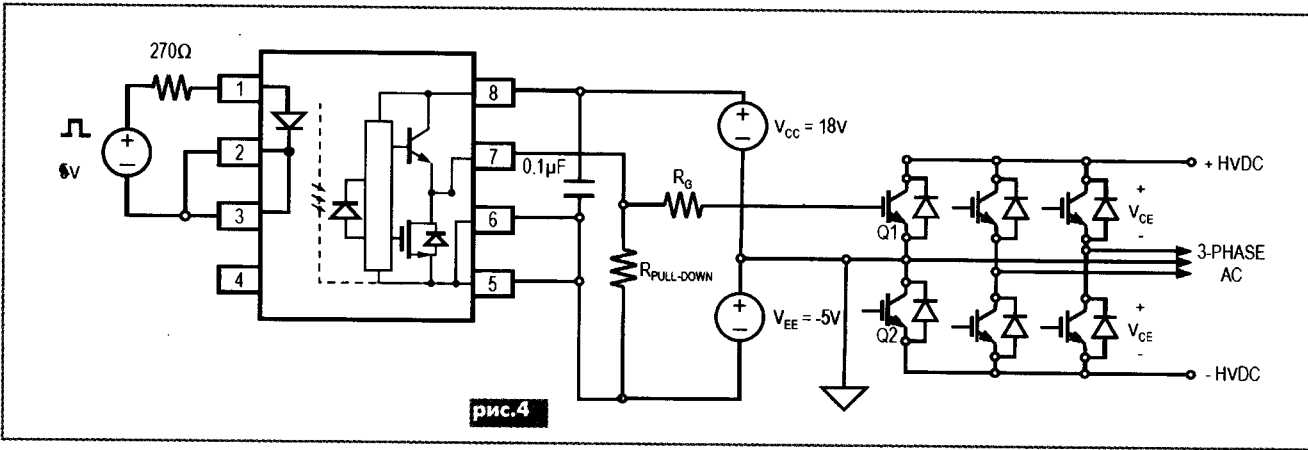 270Ω
1
2
3
4
8
7
6
5
0.1μF
R_G
R_PULL-DOWN
+
−
V_CC = 18V
+
−
V_EE = -5V
+
−
Q1
Q2
+ HVDC
+
V_CE
-
3-PHASE
AC
+
V_CE
-
- HVDC
рис.4